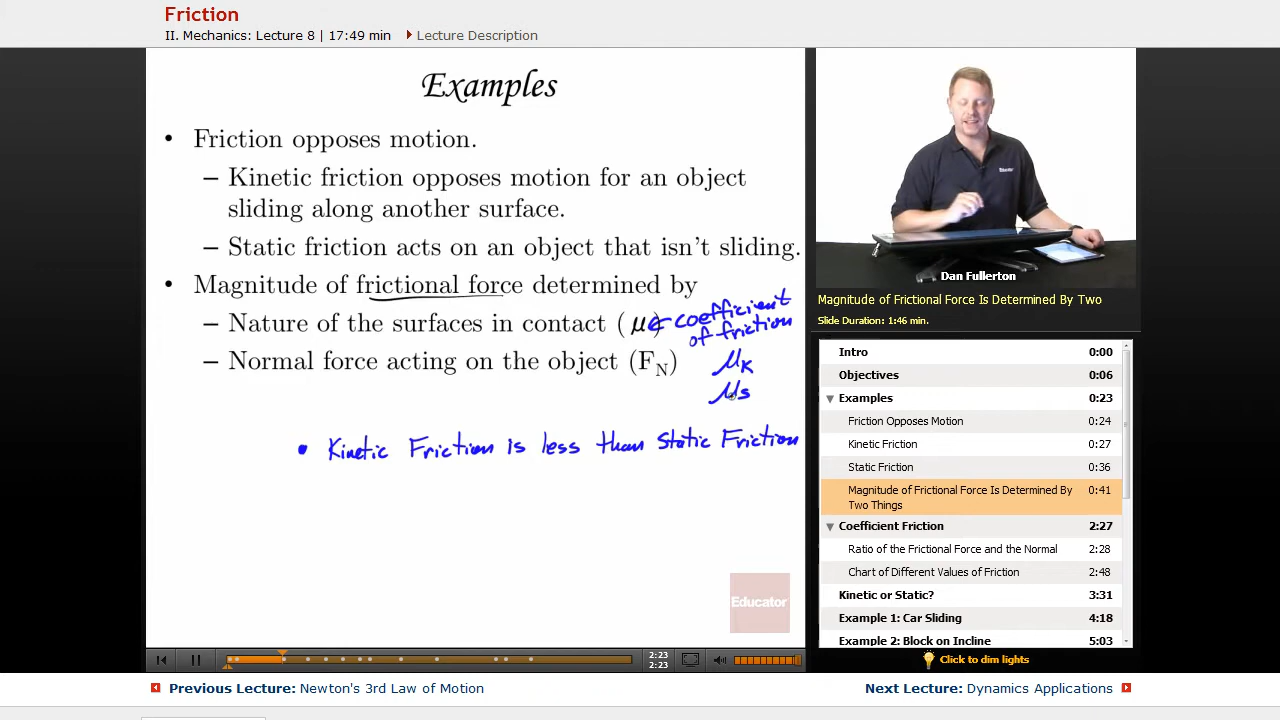 Friction
II. Mechanics: Lecture 8 | 17:49 min
Lecture Description
Examples
• Friction opposes motion.
– Kinetic friction opposes motion for an object
sliding along another surface.
– Static friction acts on an object that isn't sliding.
• Magnitude of frictional force determined by
– Nature of the surfaces in contact ( μ ) ← coefficient
of friction
– Normal force acting on the object (FN)
μK
μs
• Kinetic Friction is less than Static Friction
Educator
Dan Fullerton
Magnitude of Frictional Force Is Determined By Two
Slide Duration: 1:46 min.
Intro 0:00
Objectives 0:06
Examples 0:23
Friction Opposes Motion 0:24
Kinetic Friction 0:27
Static Friction 0:36
Magnitude of Frictional Force Is Determined By 0:41
Two Things
Coefficient Friction 2:27
Ratio of the Frictional Force and the Normal 2:28
Chart of Different Values of Friction 2:48
Kinetic or Static? 3:31
Example 1: Car Sliding 4:18
Example 2: Block on Incline 5:03
2:23
2:23
Click to dim lights
Previous Lecture: Newton's 3rd Law of Motion
Next Lecture: Dynamics Applications